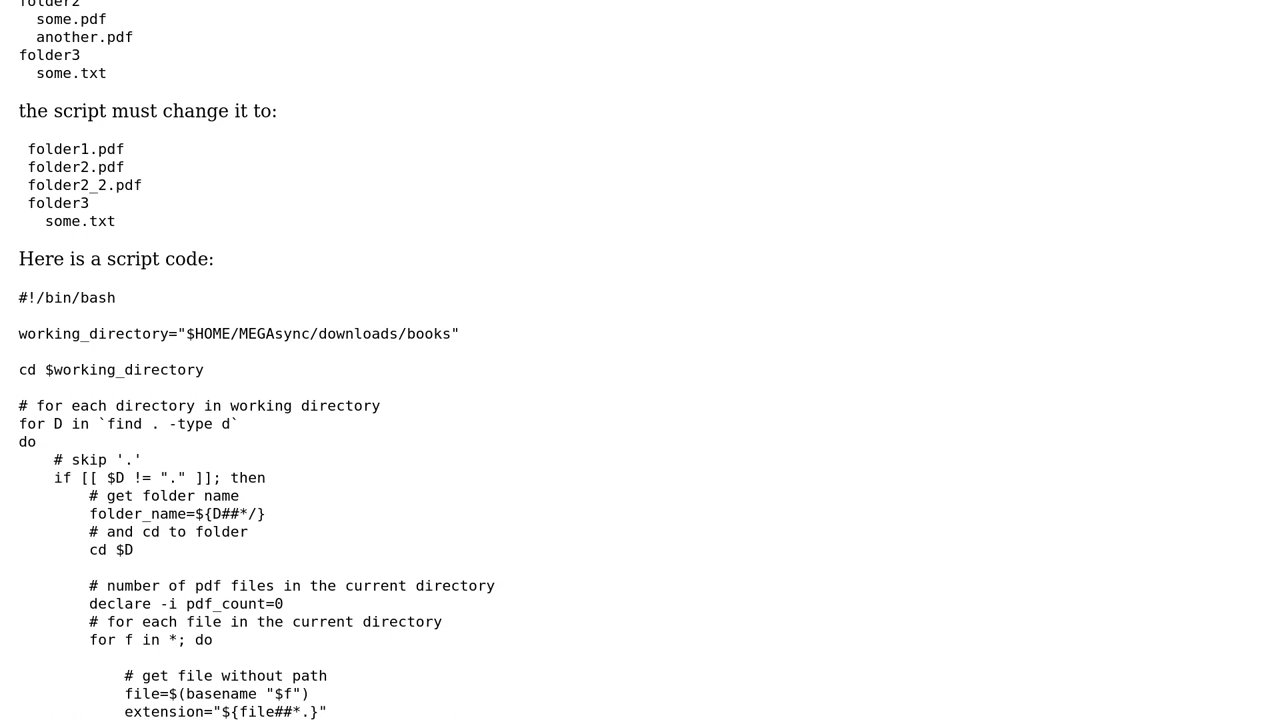 folder2
  some.pdf
  another.pdf
folder3
  some.txt
the script must change it to:
 folder1.pdf
 folder2.pdf
 folder2_2.pdf
 folder3
   some.txt
Here is a script code:
#!/bin/bash
working_directory="$HOME/MEGAsync/downloads/books"
cd $working_directory
# for each directory in working directory
for D in `find . -type d`
do
    # skip '.'
    if [[ $D != "." ]]; then
        # get folder name
        folder_name=${D##*/}
        # and cd to folder
        cd $D
        # number of pdf files in the current directory
        declare -i pdf_count=0
        # for each file in the current directory
        for f in *; do
            # get file without path
            file=$(basename "$f")
            extension="${file##*.}"